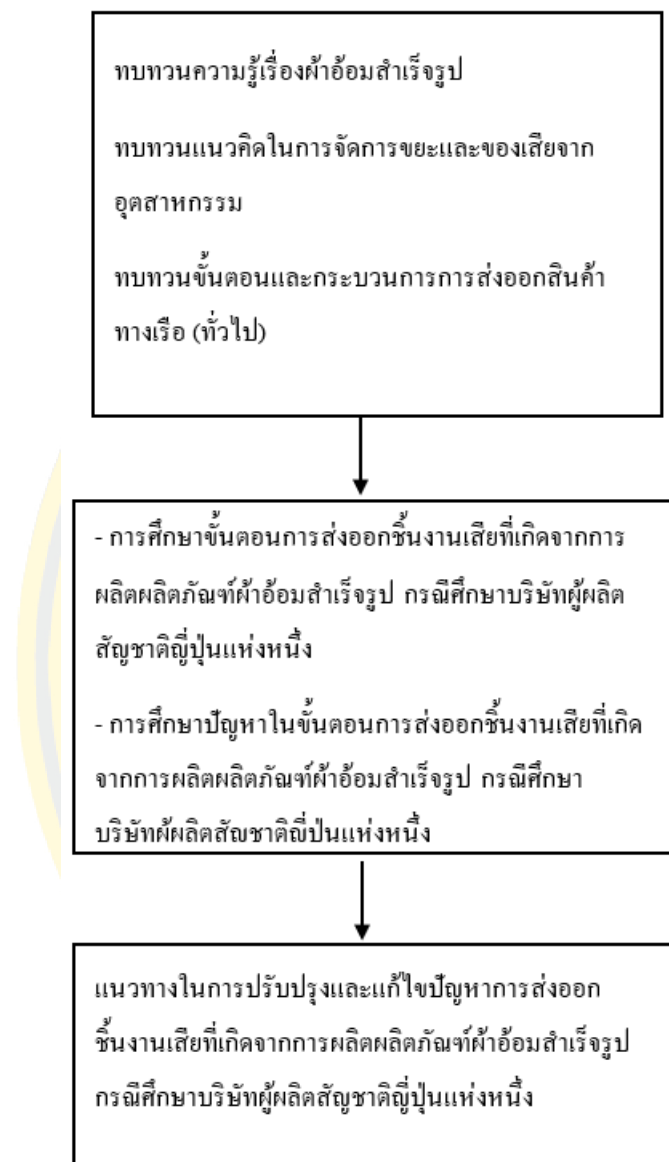 ทบทวนความรู้เรื่องผ้าอ้อมสำเร็จรูป
ทบทวนแนวคิดในการจัดการขยะและของเสียจาก
อุตสาหกรรม
ทบทวนขั้นตอนและกระบวนการการส่งออกสินค้า
ทางเรือ (ทั่วไป)
- การศึกษาขั้นตอนการส่งออกชิ้นงานเสียที่เกิดจากการ
ผลิตผลิตภัณฑ์ผ้าอ้อมสำเร็จรูป กรณีศึกษาบริษัทผู้ผลิต
สัญชาติญี่ปุ่นแห่งหนึ่ง
- การศึกษาปัญหาในขั้นตอนการส่งออกชิ้นงานเสียที่เกิด
จากการผลิตผลิตภัณฑ์ผ้าอ้อมสำเร็จรูป กรณีศึกษา
บริษัทผู้ผลิตสัญชาติญี่ปุ่นแห่งหนึ่ง
แนวทางในการปรับปรุงและแก้ไขปัญหาการส่งออก
ชิ้นงานเสียที่เกิดจากการผลิตผลิตภัณฑ์ผ้าอ้อมสำเร็จรูป
กรณีศึกษาบริษัทผู้ผลิตสัญชาติญี่ปุ่นแห่งหนึ่ง